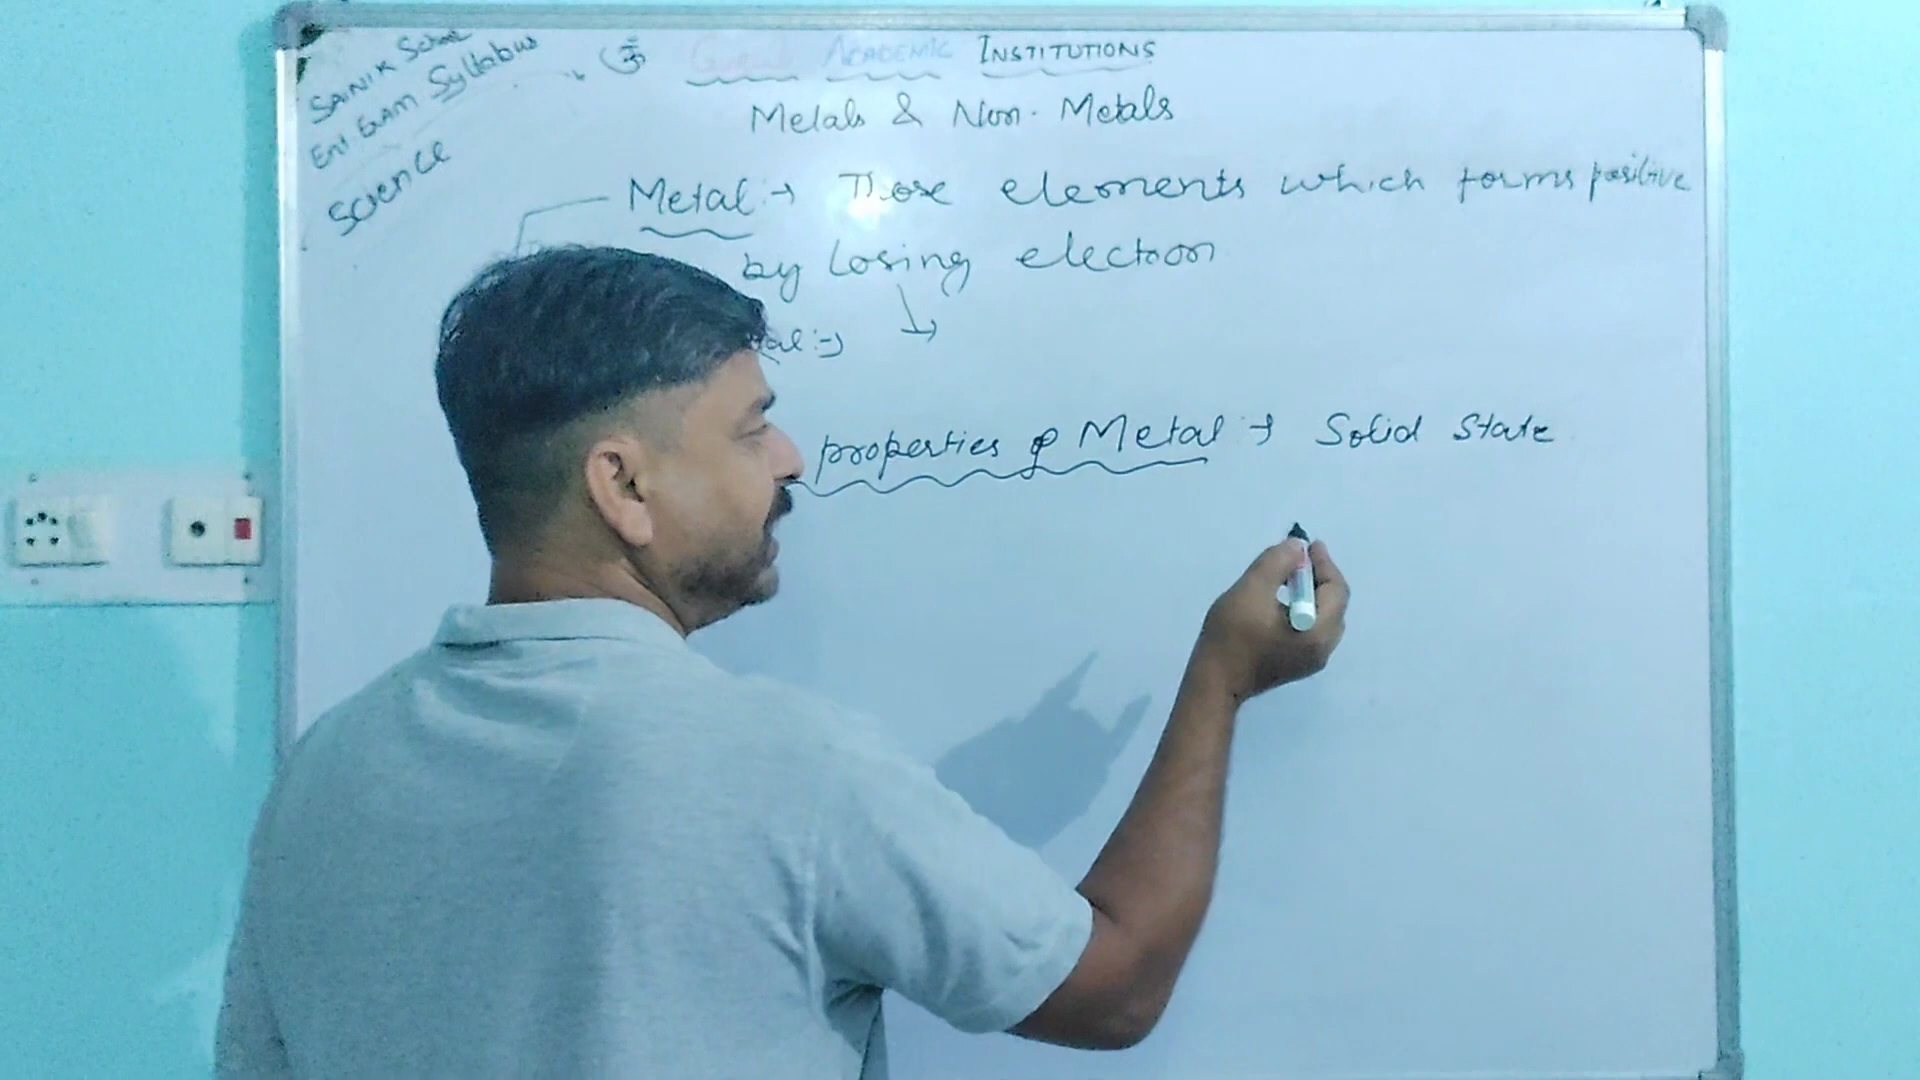 SAINIK School
Ent Exam Syllabus
Science
ॐ
ACADEMIC INSTITUTIONS
Metals & Non-Metals
Metal :→ Those elements which forms positive
by losing electron
↓
tal :→
properties of Metal → Solid State